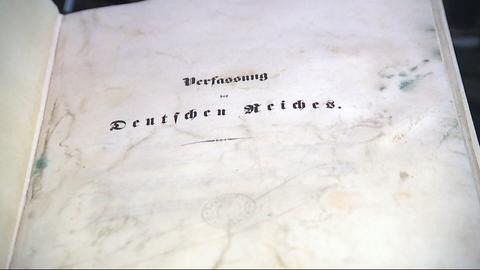 Verfassung
des
Deutschen Reiches.